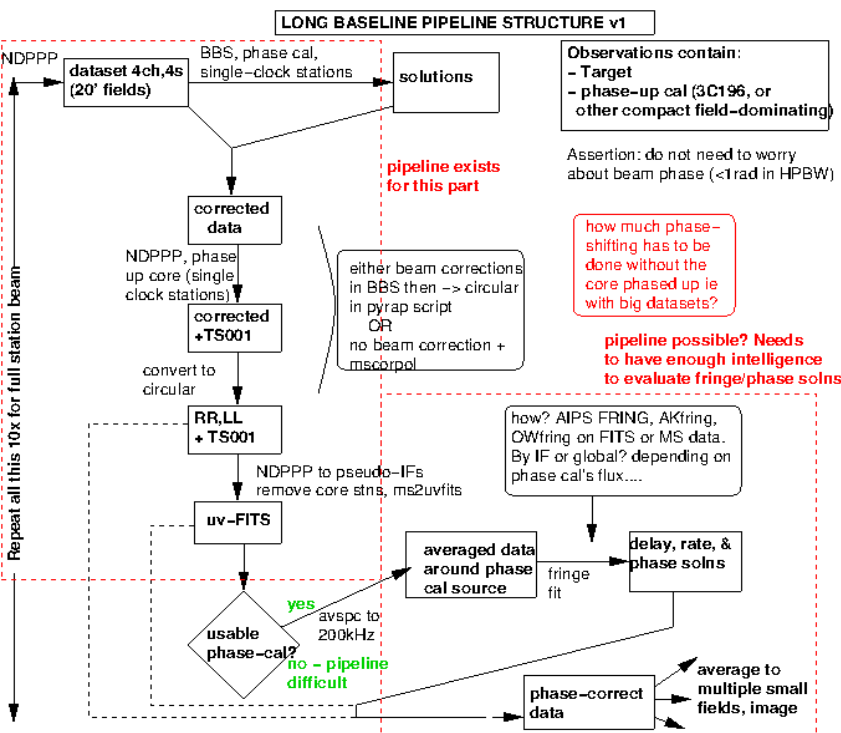 LONG BASELINE PIPELINE STRUCTURE v1
NDPPP
dataset 4ch,4s
(20' fields)
BBS, phase cal,
single-clock stations
solutions
Observations contain:
- Target
- phase-up cal (3C196, or
other compact field-dominating)
Assertion: do not need to worry
about beam phase (<1rad in HPBW)
pipeline exists
for this part
corrected
data
NDPPP, phase
up core (single
clock stations)
either beam corrections
in BBS then -> circular
in pyrap script
OR
no beam correction +
mscorpol
how much phase-
shifting has to be
done without the
core phased up ie
with big datasets?
corrected
+TS001
pipeline possible? Needs
to have enough intelligence
to evaluate fringe/phase solns
convert to
circular
RR,LL
+ TS001
how? AIPS FRING, AKfring,
OWfring on FITS or MS data.
By IF or global? depending on
phase cal's flux....
NDPPP to pseudo-IFs
remove core stns, ms2uvfits
uv-FITS
Repeat all this 10x for full station beam
averaged data
around phase
cal source
fringe
fit
delay, rate, &
phase solns
usable
phase-cal?
yes
avspc to
200kHz
no - pipeline
difficult
phase-correct
data
average to
multiple small
fields, image